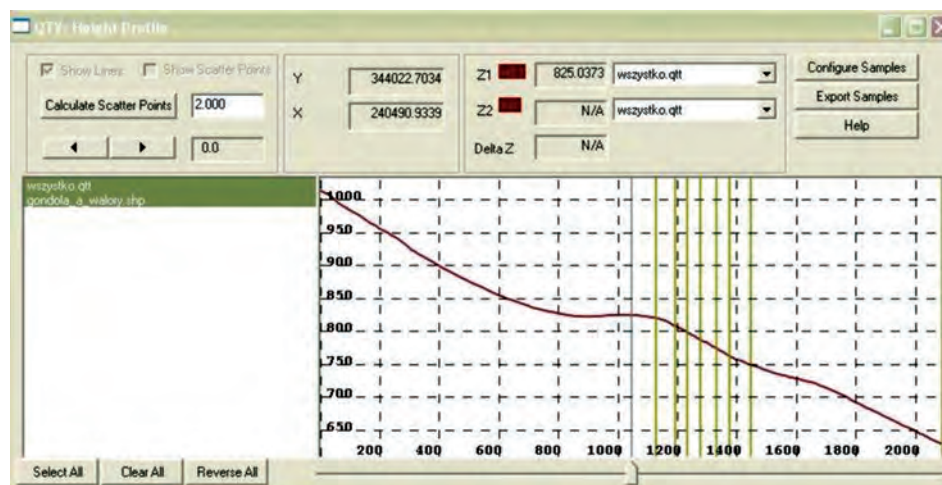 QTY: Height Profile
Show Lines Show Scatter Points
Calculate Scatter Points 2.000
0.0
Y 344022.7034
X 240490.9339
Z1 825.0373 wszystko.qtt
Z2 N/A wszystko.qtt
Delta Z N/A
Configure Samples
Export Samples
Help
wszystko.qtt
gondola_a_walory.shp
1000
950
900
850
800
750
700
650
200 400 600 800 1000 1200 1400 1600 1800 2000
Select All Clear All Reverse All